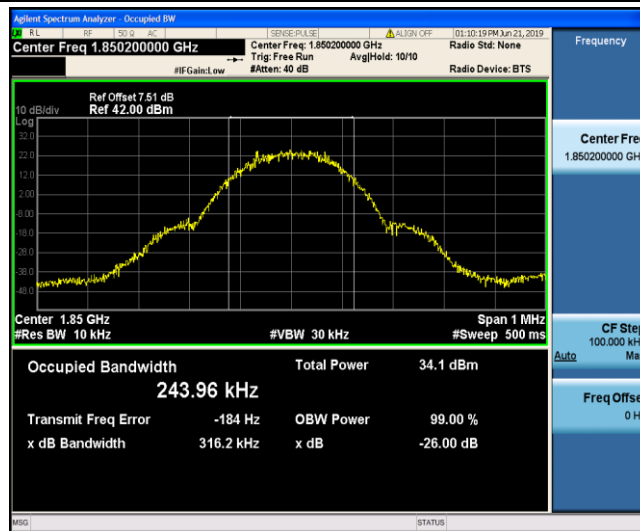 Agilent Spectrum Analyzer - Occupied BW
RL RF 50 Ω AC SENSE:PULSE ALIGN OFF 01:10:19 PM Jun 21, 2019
Center Freq 1.850200000 GHz Center Freq: 1.850200000 GHz Radio Std: None
Trig: Free Run Avg|Hold: 10/10
#IFGain:Low #Atten: 40 dB Radio Device: BTS
Ref Offset 7.51 dB
10 dB/div Ref 42.00 dBm
Log
32.0
22.0
12.0
2.00
-8.00
-18.0
-28.0
-38.0
-48.0
Center 1.85 GHz Span 1 MHz
#Res BW 10 kHz #VBW 30 kHz #Sweep 500 ms
Occupied Bandwidth Total Power 34.1 dBm
243.96 kHz
Transmit Freq Error -184 Hz OBW Power 99.00 %
x dB Bandwidth 316.2 kHz x dB -26.00 dB
MSG STATUS
Frequency
Center Fre
1.850200000 GH
CF Step
100.000 kH
Auto Ma
Freq Offse
0 H